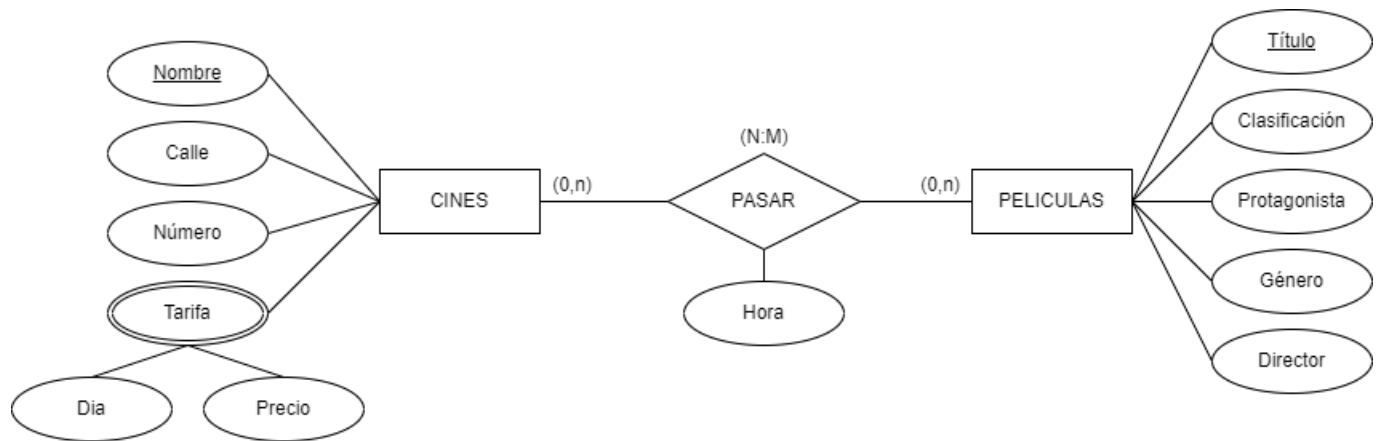 Nombre
Calle
Número
Tarifa
Dia
Precio
CINES
(0,n)
(N:M)
PASAR
Hora
(0,n)
PELICULAS
Título
Clasificación
Protagonista
Género
Director